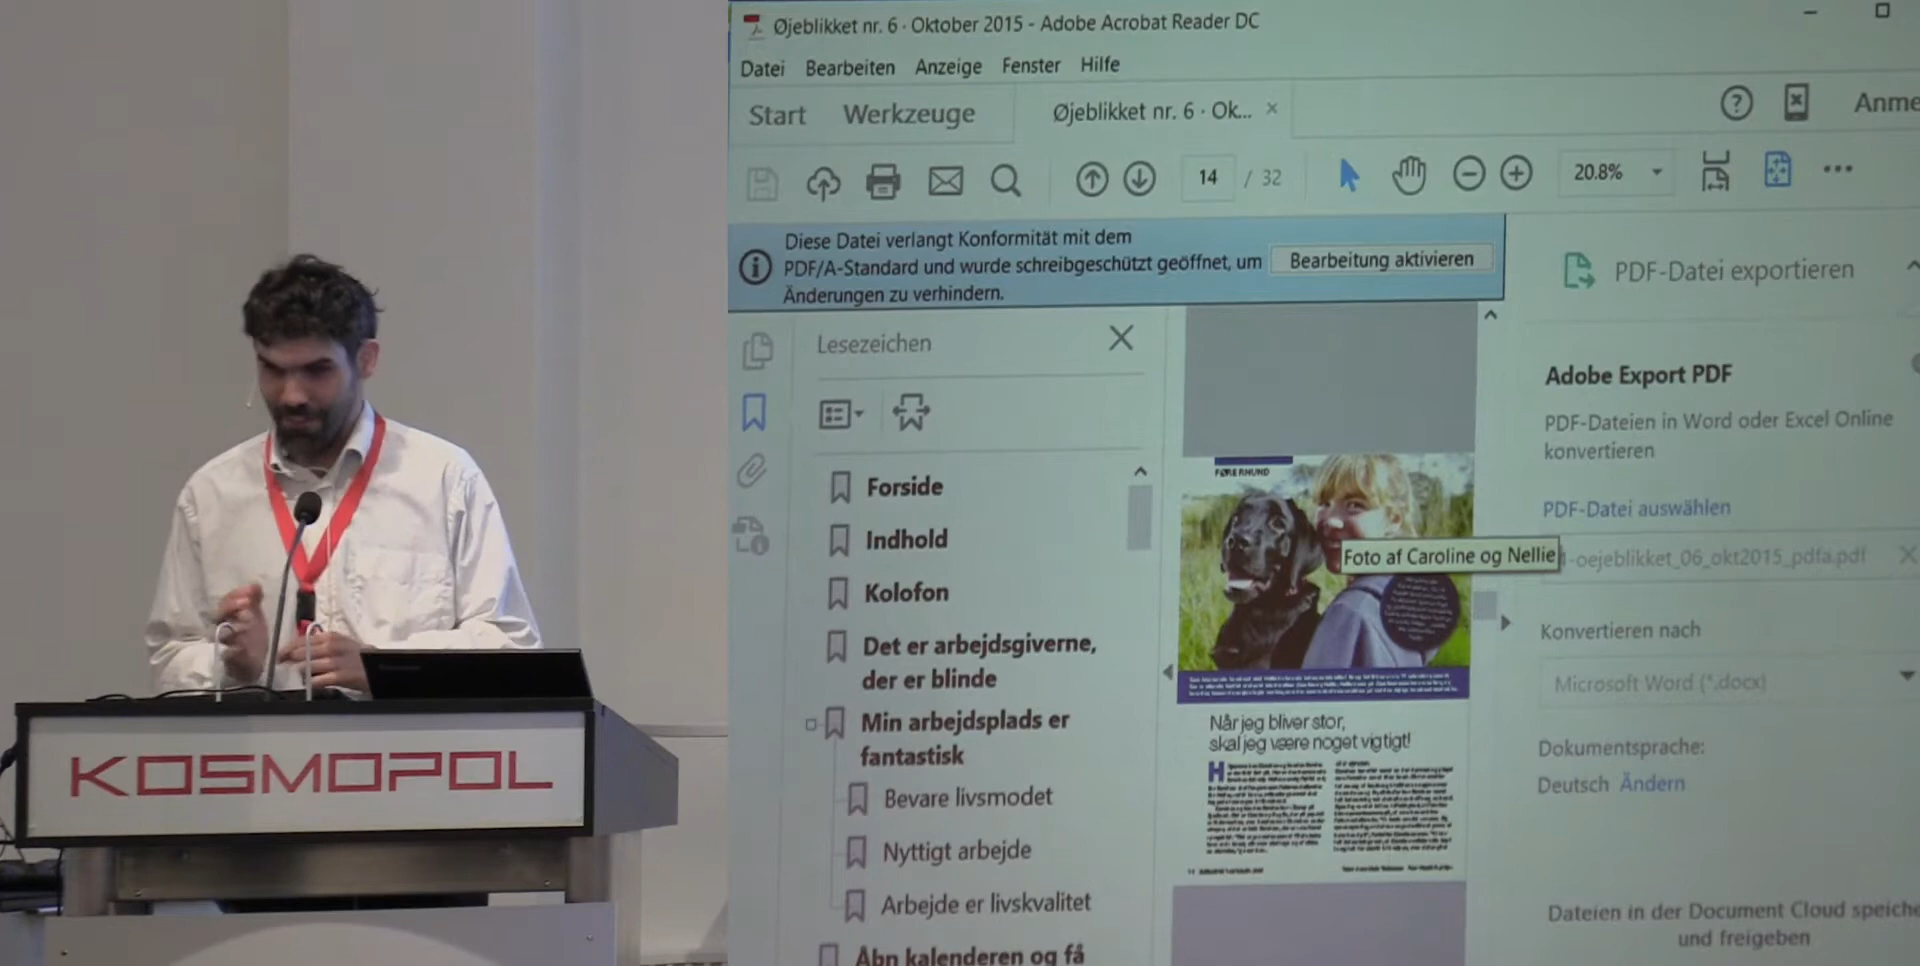 KOSMOPOL
Øjeblikket nr. 6 · Oktober 2015 - Adobe Acrobat Reader DC
Datei Bearbeiten Anzeige Fenster Hilfe
Start Werkzeuge Øjeblikket nr. 6 · Ok... ×
Anme
14 / 32
20.8%
Diese Datei verlangt Konformität mit dem
PDF/A-Standard und wurde schreibgeschützt geöffnet, um
Änderungen zu verhindern.
Bearbeitung aktivieren
Lesezeichen
Forside
Indhold
Kolofon
Det er arbejdsgiverne,
der er blinde
Min arbejdsplads er
fantastisk
Bevare livsmodet
Nyttigt arbejde
Arbejde er livskvalitet
Åbn kalenderen og få
FØRERHUND
Foto af Caroline og Nellie
Når jeg bliver stor,
skal jeg være noget vigtigt!
PDF-Datei exportieren
Adobe Export PDF
PDF-Dateien in Word oder Excel Online
konvertieren
PDF-Datei auswählen
-oejeblikket_06_okt2015_pdfa.pdf
Konvertieren nach
Microsoft Word (*.docx)
Dokumentsprache:
Deutsch Ändern
Dateien in der Document Cloud speiche
und freigeben